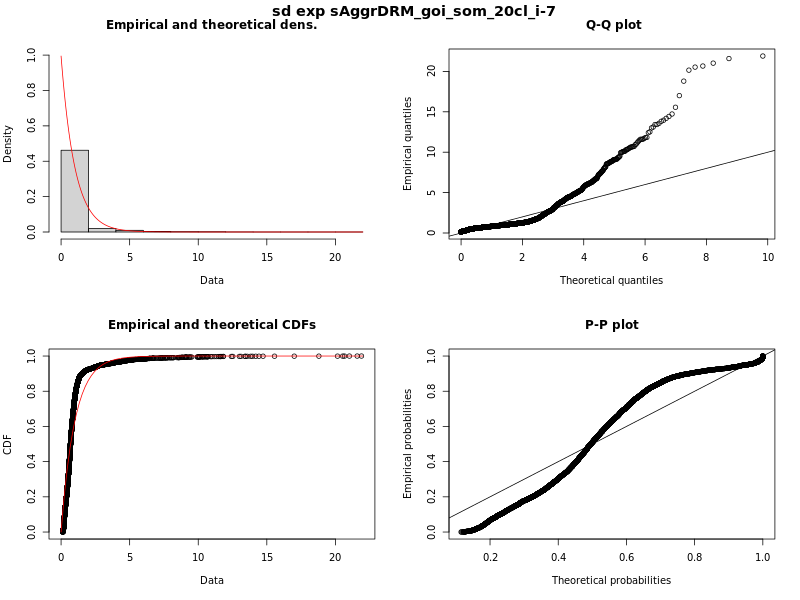 sd exp sAggrDRM_goi_som_20cl_i-7
Empirical and theoretical dens.
Density
0.0 0.2 0.4 0.6 0.8 1.0
0 5 10 15 20
Data
Q-Q plot
Empirical quantiles
0 5 10 15 20
0 2 4 6 8 10
Theoretical quantiles
Empirical and theoretical CDFs
CDF
0.0 0.2 0.4 0.6 0.8 1.0
0 5 10 15 20
Data
P-P plot
Empirical probabilities
0.0 0.2 0.4 0.6 0.8 1.0
0.2 0.4 0.6 0.8 1.0
Theoretical probabilities